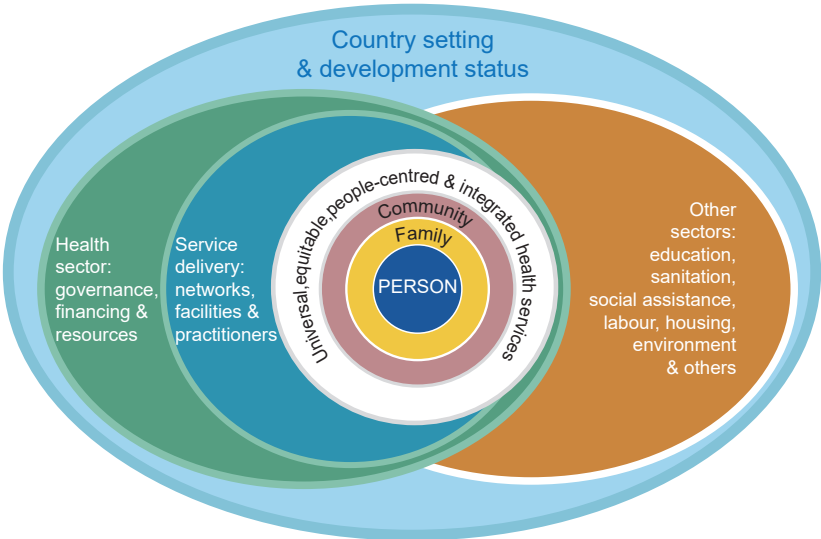 Country setting
& development status
Health
sector:
governance,
financing &
resources
Service
delivery:
networks,
facilities &
practitioners
Universal, equitable, people-centred & integrated health services
Community
Family
PERSON
Other
sectors:
education,
sanitation,
social assistance,
labour, housing,
environment
& others